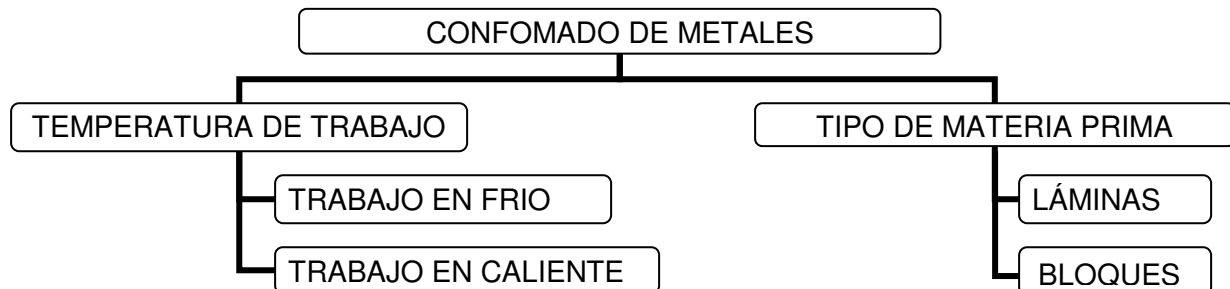 CONFOMADO DE METALES
TEMPERATURA DE TRABAJO
TIPO DE MATERIA PRIMA
TRABAJO EN FRIO
LÁMINAS
TRABAJO EN CALIENTE
BLOQUES